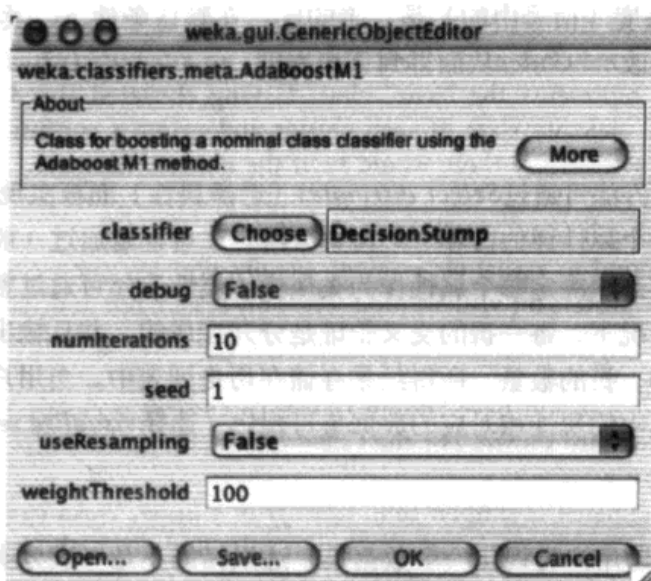 weka.gui.GenericObjectEditor
weka.classifiers.meta.AdaBoostM1
About
Class for boosting a nominal class classifier using the
Adaboost M1 method.
More
classifier Choose DecisionStump
debug False
numIterations 10
seed 1
useResampling False
weightThreshold 100
Open... Save... OK Cancel